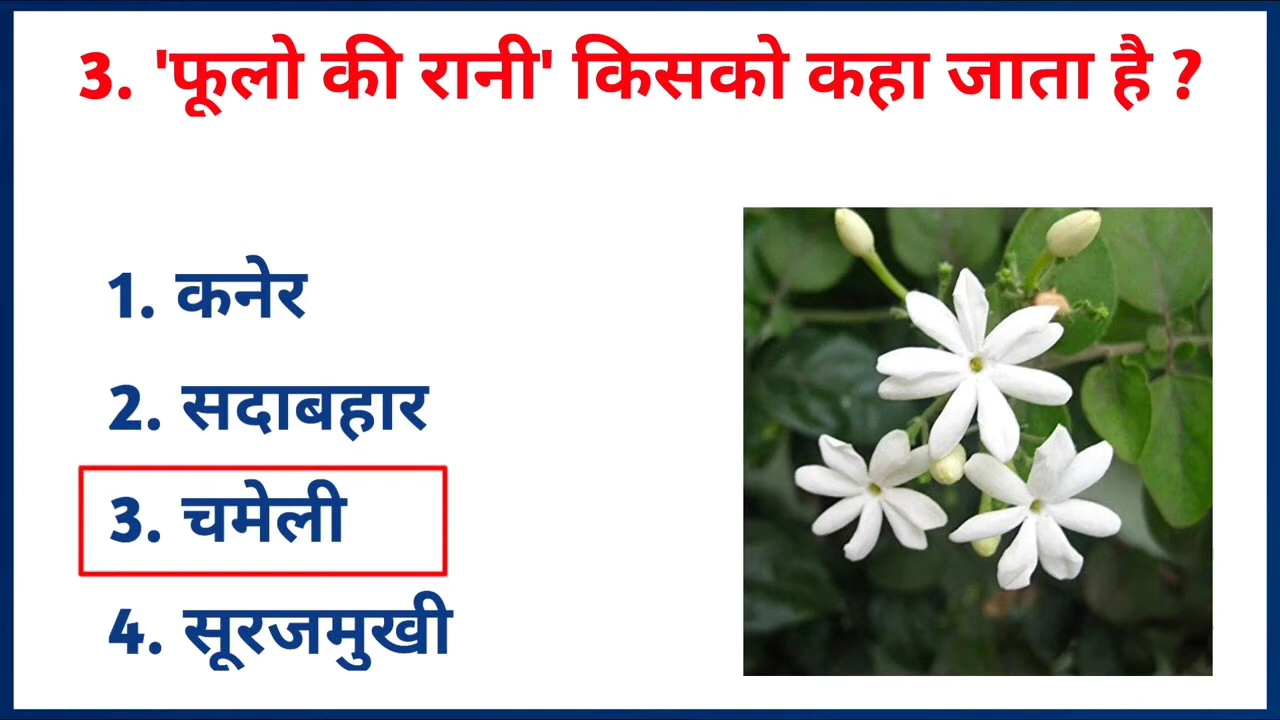 3. 'फूलो की रानी' किसको कहा जाता है ?
1. कनेर
2. सदाबहार
3. चमेली
4. सूरजमुखी